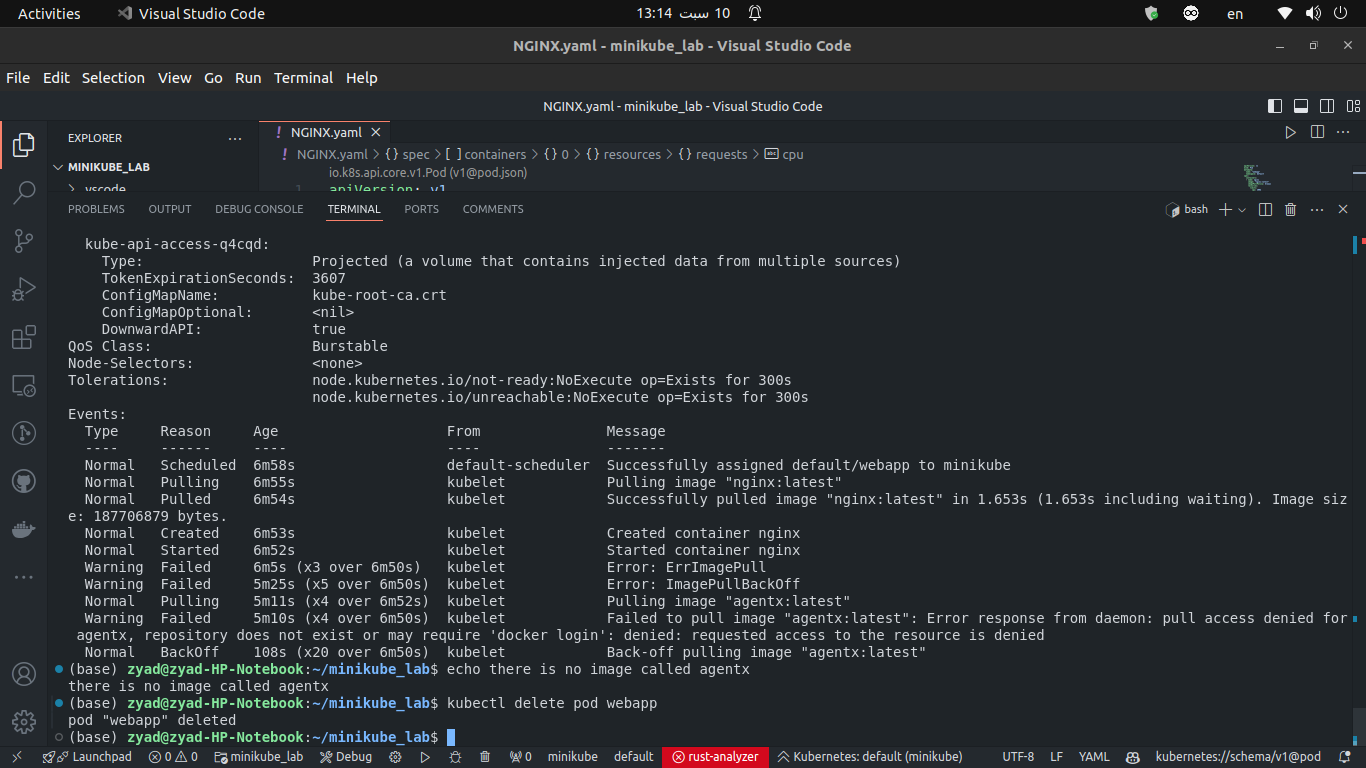 Activities
Visual Studio Code
13:14 10 سبت
en
NGINX.yaml - minikube_lab - Visual Studio Code
File Edit Selection View Go Run Terminal Help
NGINX.yaml - minikube_lab - Visual Studio Code
EXPLORER
MINIKUBE_LAB
.vscode
! NGINX.yaml
! NGINX.yaml > {} spec > [ ] containers > {} 0 > {} resources > {} requests > abc cpu
io.k8s.api.core.v1.Pod (v1@pod.json)
1 apiVersion: v1
PROBLEMS OUTPUT DEBUG CONSOLE TERMINAL PORTS COMMENTS
bash
kube-api-access-q4cqd:
Type: Projected (a volume that contains injected data from multiple sources)
TokenExpirationSeconds: 3607
ConfigMapName: kube-root-ca.crt
ConfigMapOptional: <nil>
DownwardAPI: true
QoS Class: Burstable
Node-Selectors: <none>
Tolerations: node.kubernetes.io/not-ready:NoExecute op=Exists for 300s
node.kubernetes.io/unreachable:NoExecute op=Exists for 300s
Events:
Type Reason Age From Message
---- ------ ---- ---- -------
Normal Scheduled 6m58s default-scheduler Successfully assigned default/webapp to minikube
Normal Pulling 6m55s kubelet Pulling image "nginx:latest"
Normal Pulled 6m54s kubelet Successfully pulled image "nginx:latest" in 1.653s (1.653s including waiting). Image siz
e: 187706879 bytes.
Normal Created 6m53s kubelet Created container nginx
Normal Started 6m52s kubelet Started container nginx
Warning Failed 6m5s (x3 over 6m50s) kubelet Error: ErrImagePull
Warning Failed 5m25s (x5 over 6m50s) kubelet Error: ImagePullBackOff
Normal Pulling 5m11s (x4 over 6m52s) kubelet Pulling image "agentx:latest"
Warning Failed 5m10s (x4 over 6m50s) kubelet Failed to pull image "agentx:latest": Error response from daemon: pull access denied for
agentx, repository does not exist or may require 'docker login': denied: requested access to the resource is denied
Normal BackOff 108s (x20 over 6m50s) kubelet Back-off pulling image "agentx:latest"
(base) zyad@zyad-HP-Notebook:~/minikube_lab$ echo there is no image called agentx
there is no image called agentx
(base) zyad@zyad-HP-Notebook:~/minikube_lab$ kubectl delete pod webapp
pod "webapp" deleted
(base) zyad@zyad-HP-Notebook:~/minikube_lab$
Launchpad 0 0 minikube_lab Debug 0 minikube default rust-analyzer Kubernetes: default (minikube) UTF-8 LF YAML kubernetes://schema/v1@pod